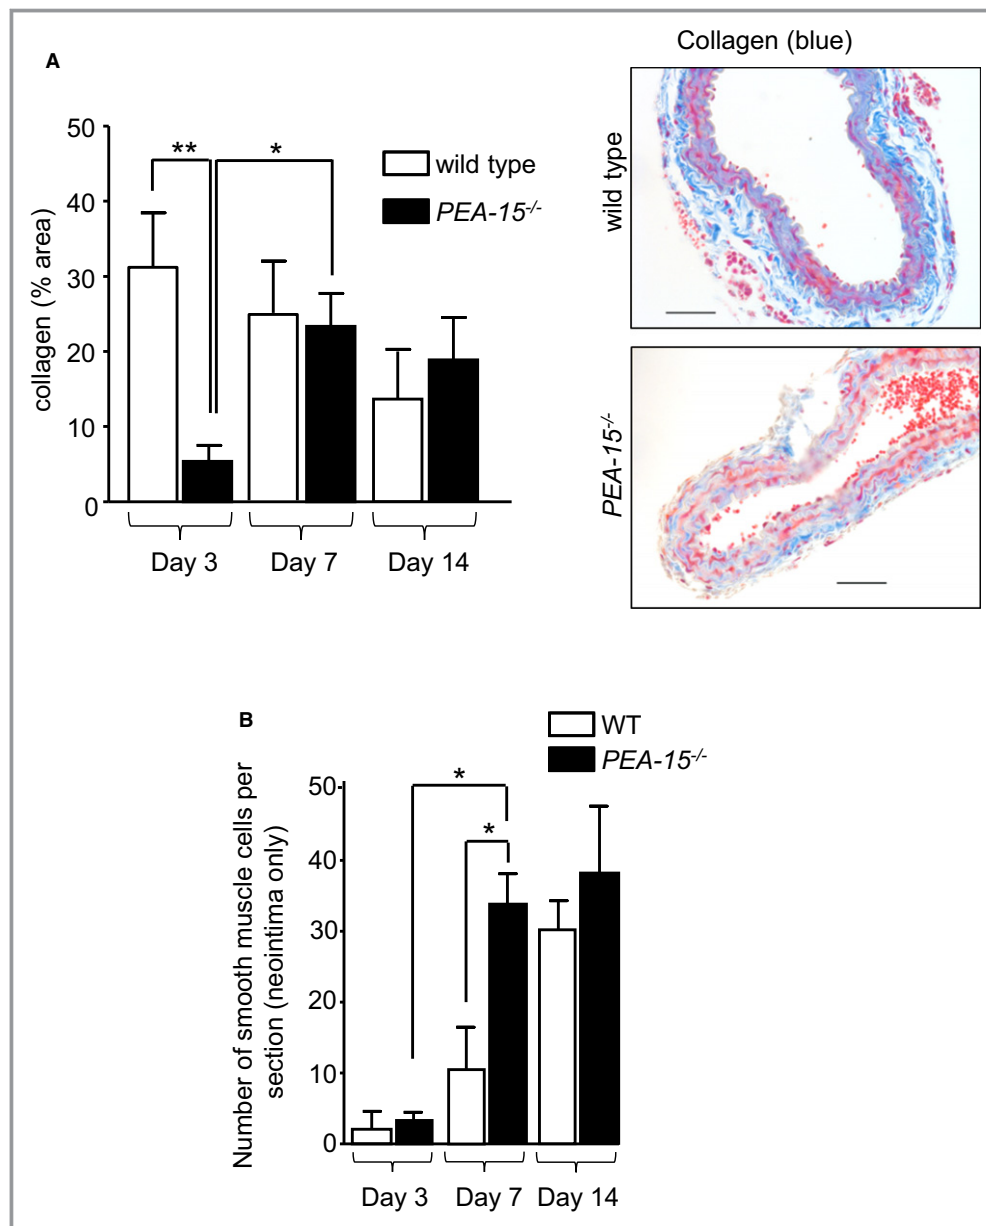 A
Collagen (blue)
50
40
30
20
10
0
collagen (% area)
**
*
wild type
PEA-15-/-
Day 3
Day 7
Day 14
wild type
PEA-15-/-
B
WT
PEA-15-/-
50
40
30
20
10
0
Number of smooth muscle cells per
section (neointima only)
*
*
Day 3
Day 7
Day 14